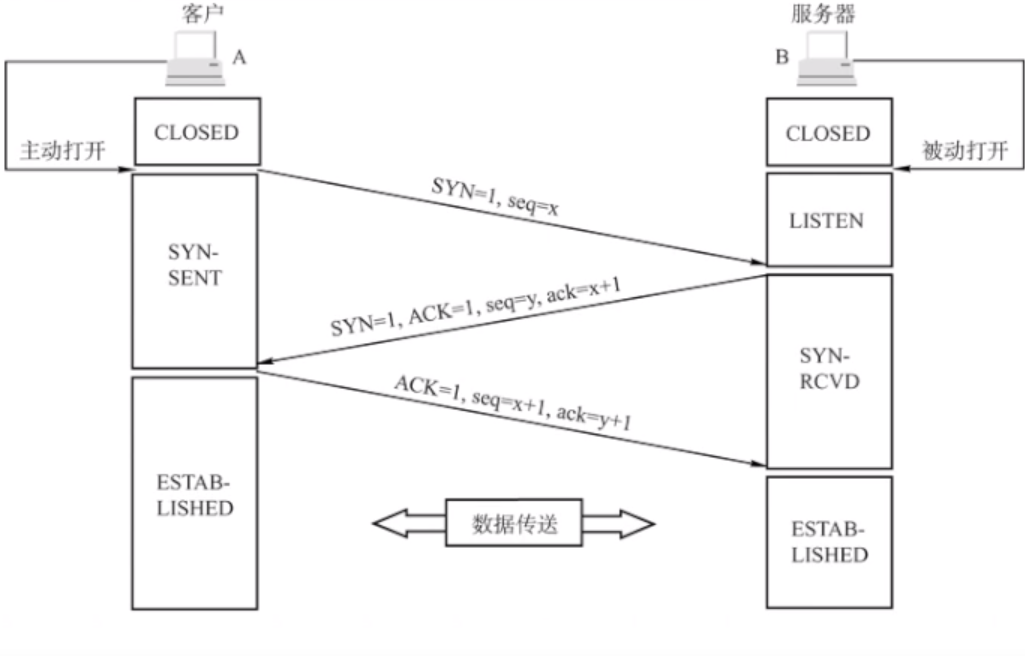 客户
服务器
A
B
CLOSED
CLOSED
主动打开
被动打开
SYN=1, seq=x
LISTEN
SYN-
SENT
SYN=1, ACK=1, seq=y, ack=x+1
SYN-
RCVD
ACK=1, seq=x+1, ack=y+1
ESTAB-
LISHED
数据传送
ESTAB-
LISHED